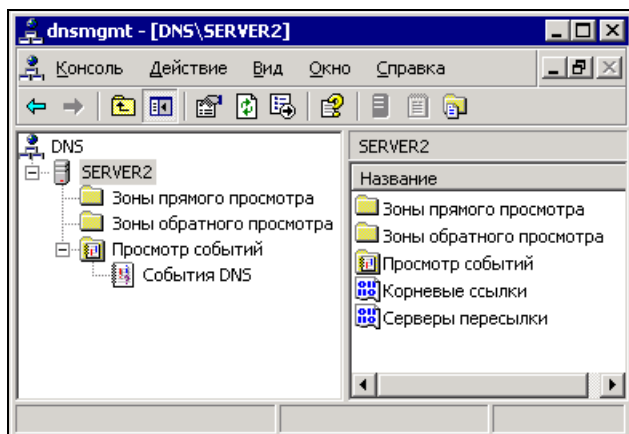 dnsmgmt - [DNS\SERVER2]
Консоль Действие Вид Окно Справка
DNS
SERVER2
Зоны прямого просмотра
Зоны обратного просмотра
Просмотр событий
События DNS
SERVER2
Название
Зоны прямого просмотра
Зоны обратного просмотра
Просмотр событий
Корневые ссылки
Серверы пересылки